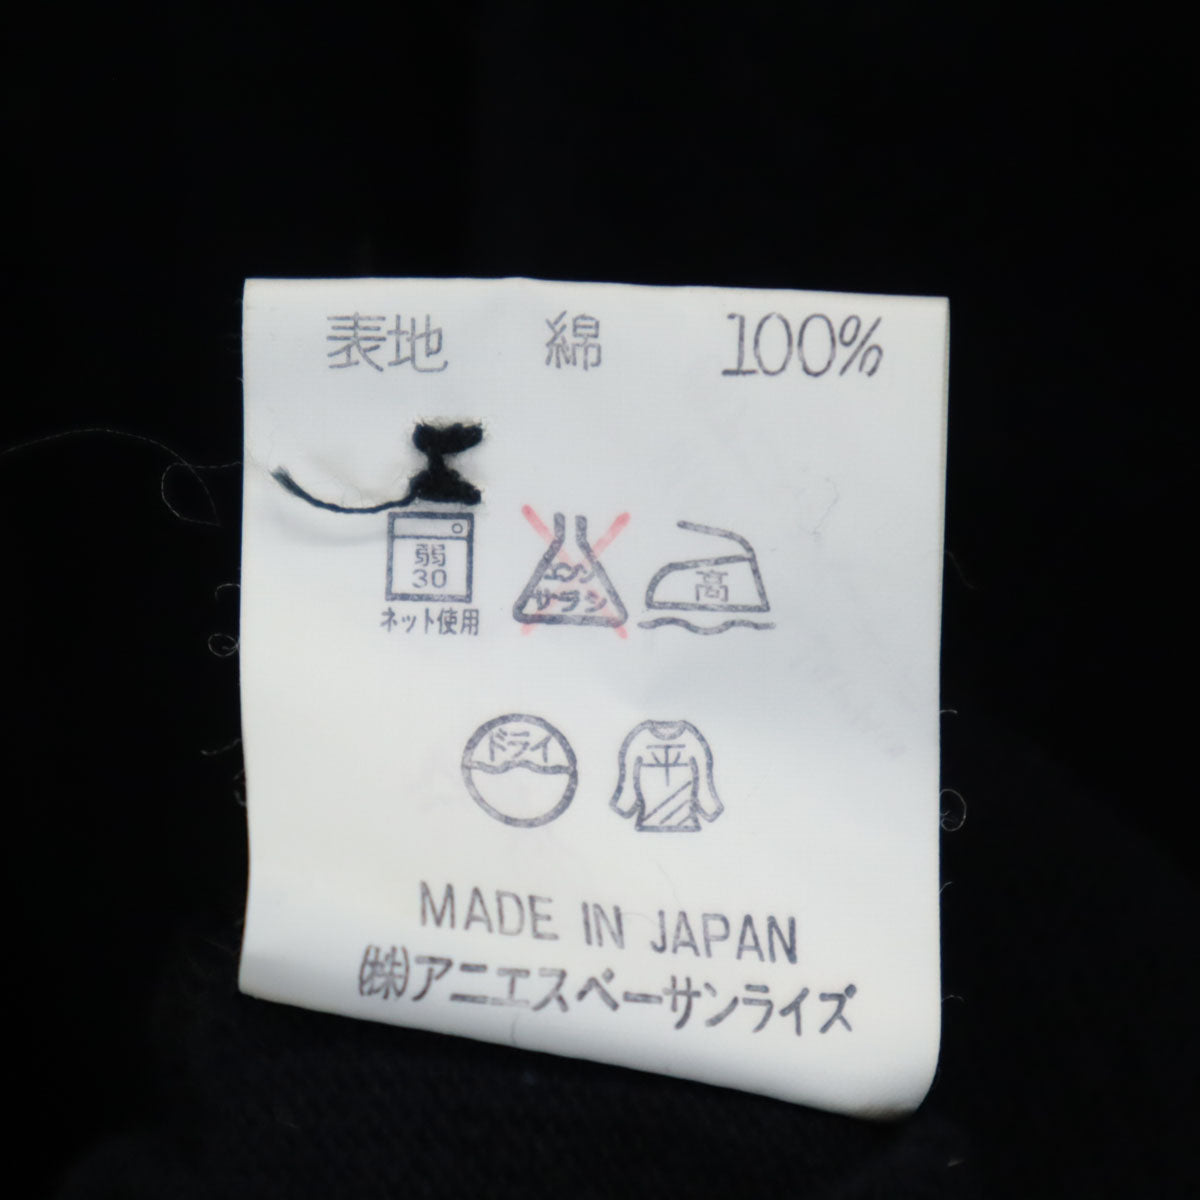 表地 綿 100%
弱
30
ネット使用
エンソ
サラシ
高
ドライ
平
MADE IN JAPAN
㈱アニエスベーサンライズ